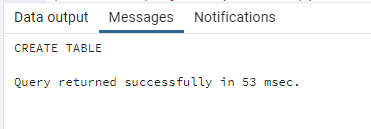 Data output Messages Notifications
CREATE TABLE
Query returned successfully in 53 msec.